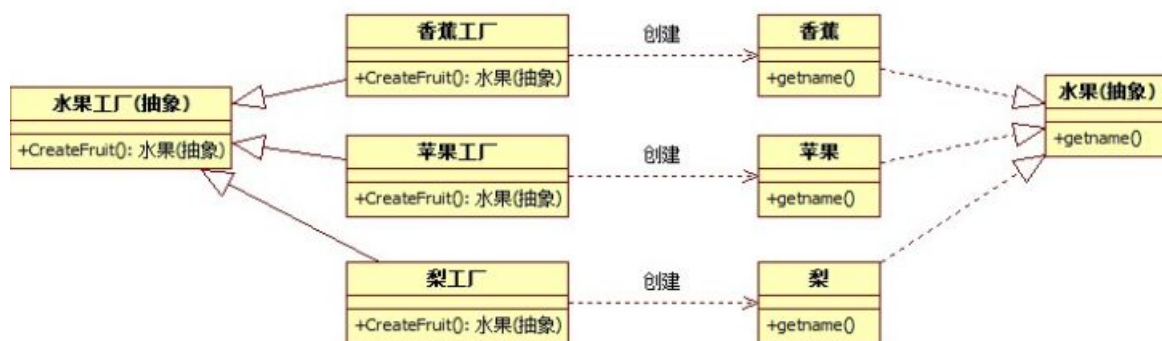 水果工厂(抽象)
+CreateFruit(): 水果(抽象)
香蕉工厂
+CreateFruit(): 水果(抽象)
创建
香蕉
+getname()
苹果工厂
+CreateFruit(): 水果(抽象)
创建
苹果
+getname()
梨工厂
+CreateFruit(): 水果(抽象)
创建
梨
+getname()
水果(抽象)
+getname()